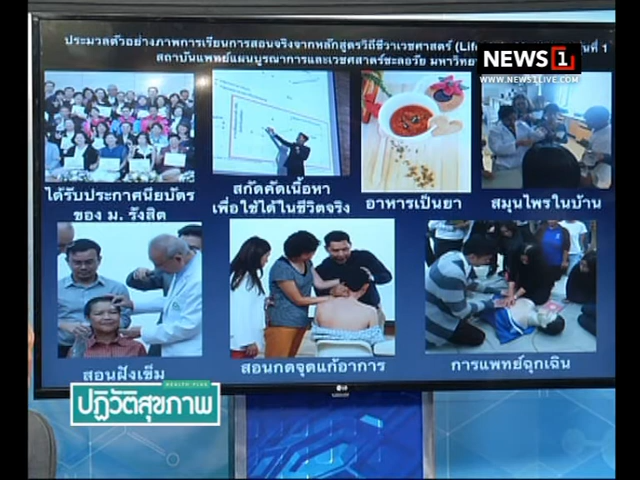 ประมวลตัวอย่างภาพการเรียนการสอนจริงจากหลักสูตรวิถีชีวาเวชศาสตร์ (Life ที่ 1
สถาบันแพทย์แผนบูรณาการและเวชศาสตร์ชะลอวัย มหาวิทยา
NEWS 1
WWW.NEWS1LIVE.COM
ได้รับประกาศนียบัตร
ของ ม. รังสิต
สกัดคัดเนื้อหา
เพื่อใช้ได้ในชีวิตจริง
อาหารเป็นยา
สมุนไพรในบ้าน
สอนฝังเข็ม
สอนกดจุดแก้อาการ
การแพทย์ฉุกเฉิน
LG
HEALTH PLUS
ปฏิวัติสุขภาพ